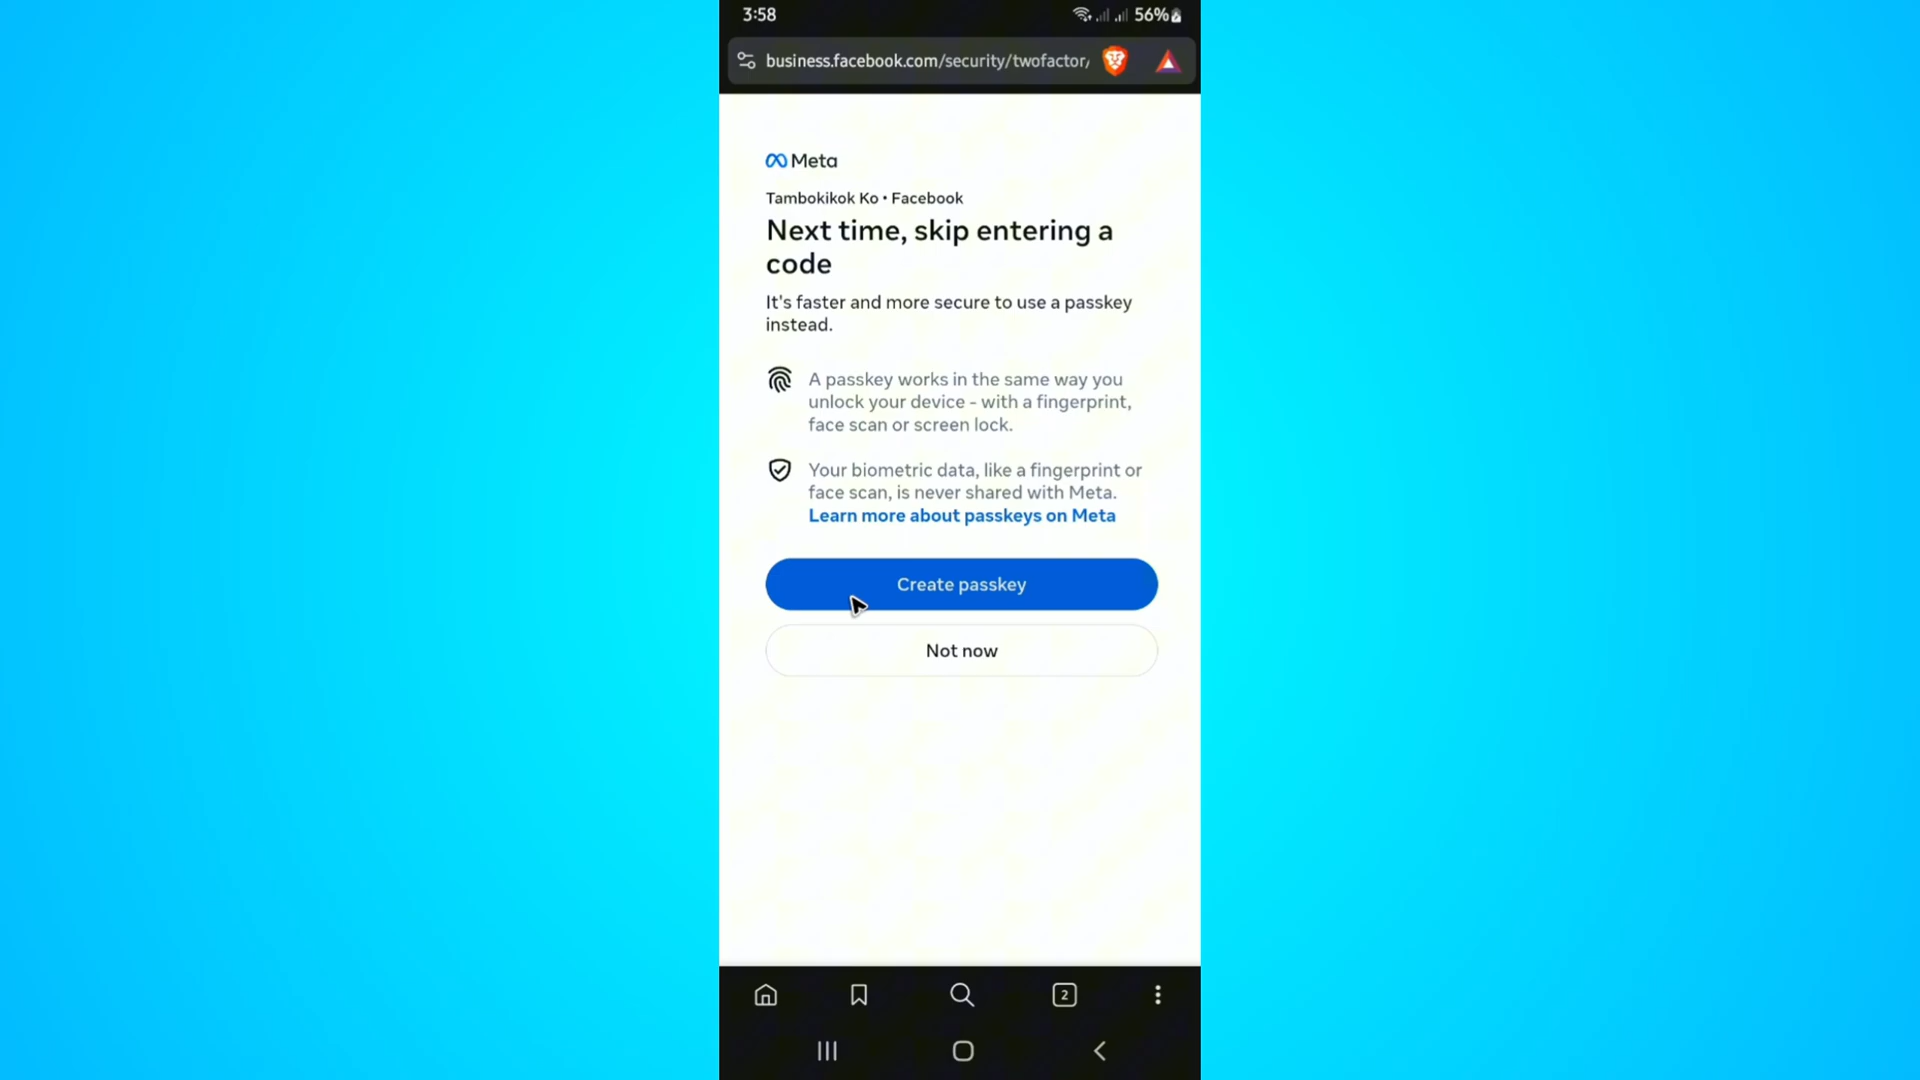 3:58
56%
business.facebook.com/security/twofactor/
Meta
Tambokikok Ko • Facebook
Next time, skip entering a
code
It's faster and more secure to use a passkey
instead.
A passkey works in the same way you
unlock your device - with a fingerprint,
face scan or screen lock.
Your biometric data, like a fingerprint or
face scan, is never shared with Meta.
Learn more about passkeys on Meta
Create passkey
Not now
2